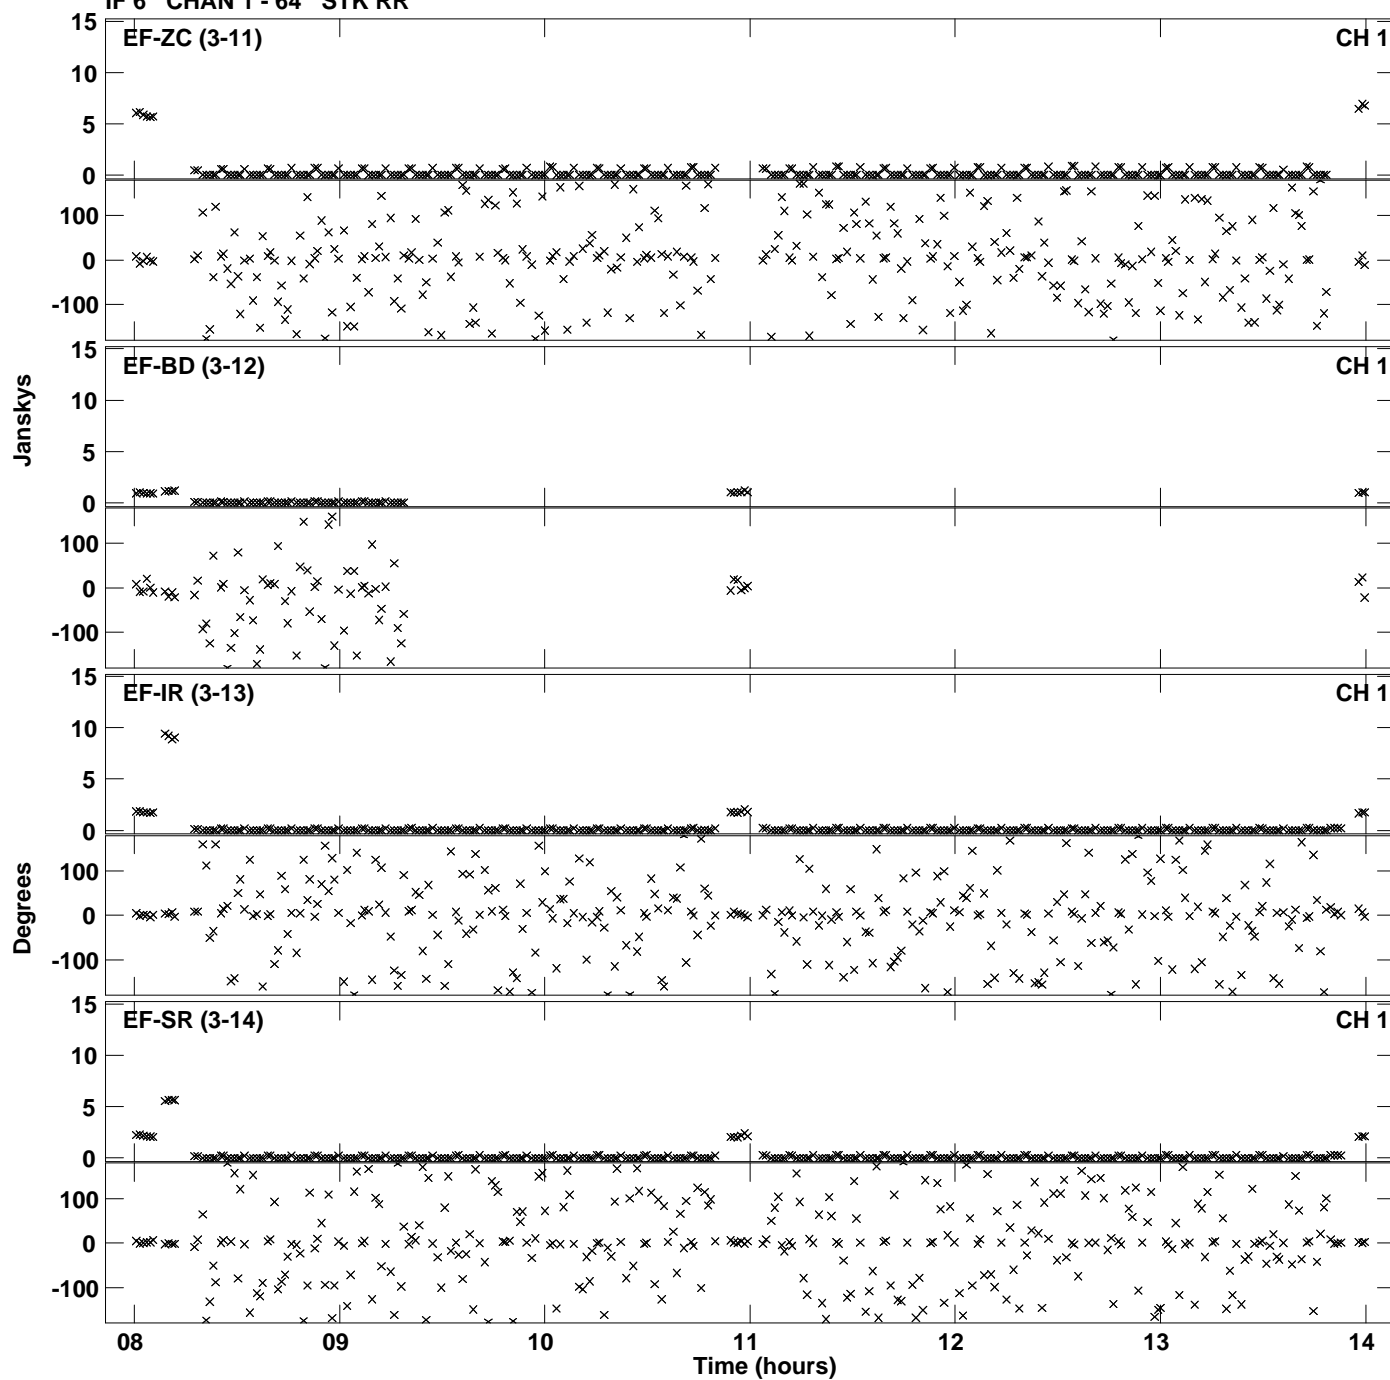 IF 6 CHAN 1 - 64 STK RR
15
EF-ZC (3-11)
CH 1
10
5
0
100
0
-100
15
EF-BD (3-12)
CH 1
10
5
0
100
0
-100
Janskys
15
EF-IR (3-13)
CH 1
10
5
0
100
0
-100
Degrees
15
EF-SR (3-14)
CH 1
10
5
0
100
0
-100
08 09 10 11 12 13 14
Time (hours)